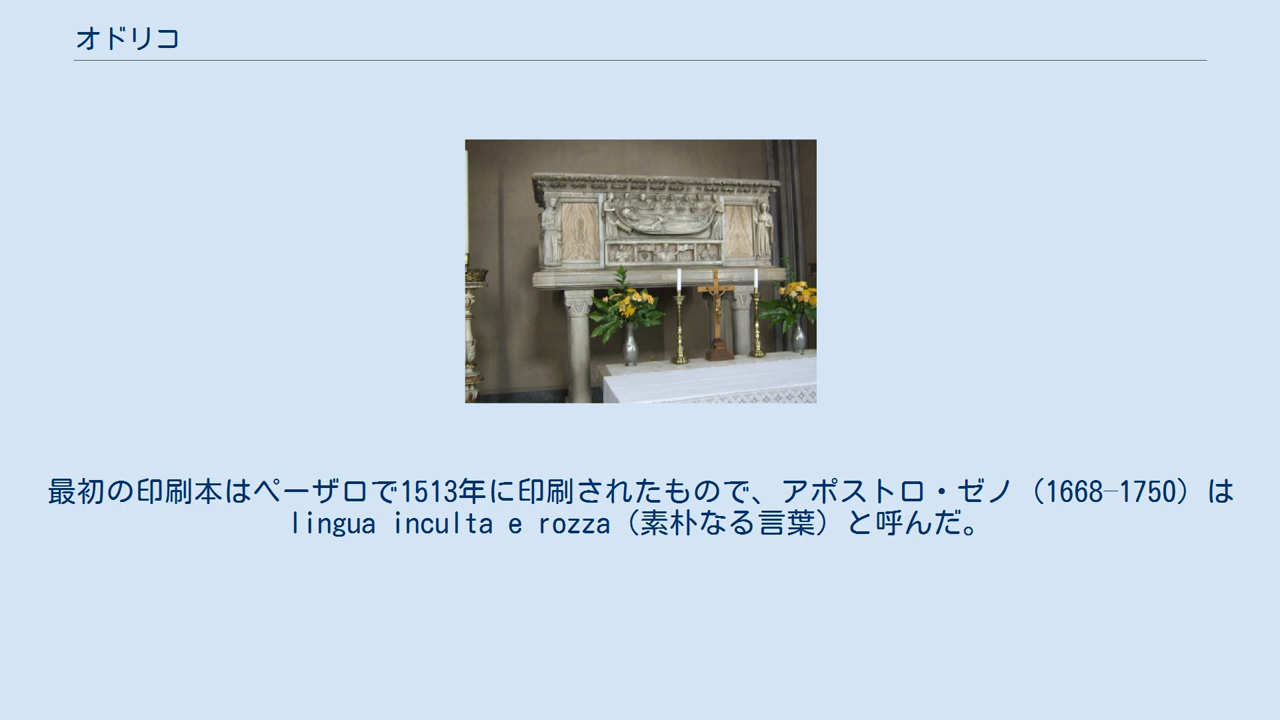 オドリコ
最初の印刷本はペーザロで1513年に印刷されたもので、アポストロ・ゼノ（1668–1750）は
lingua inculta e rozza（素朴なる言葉）と呼んだ。